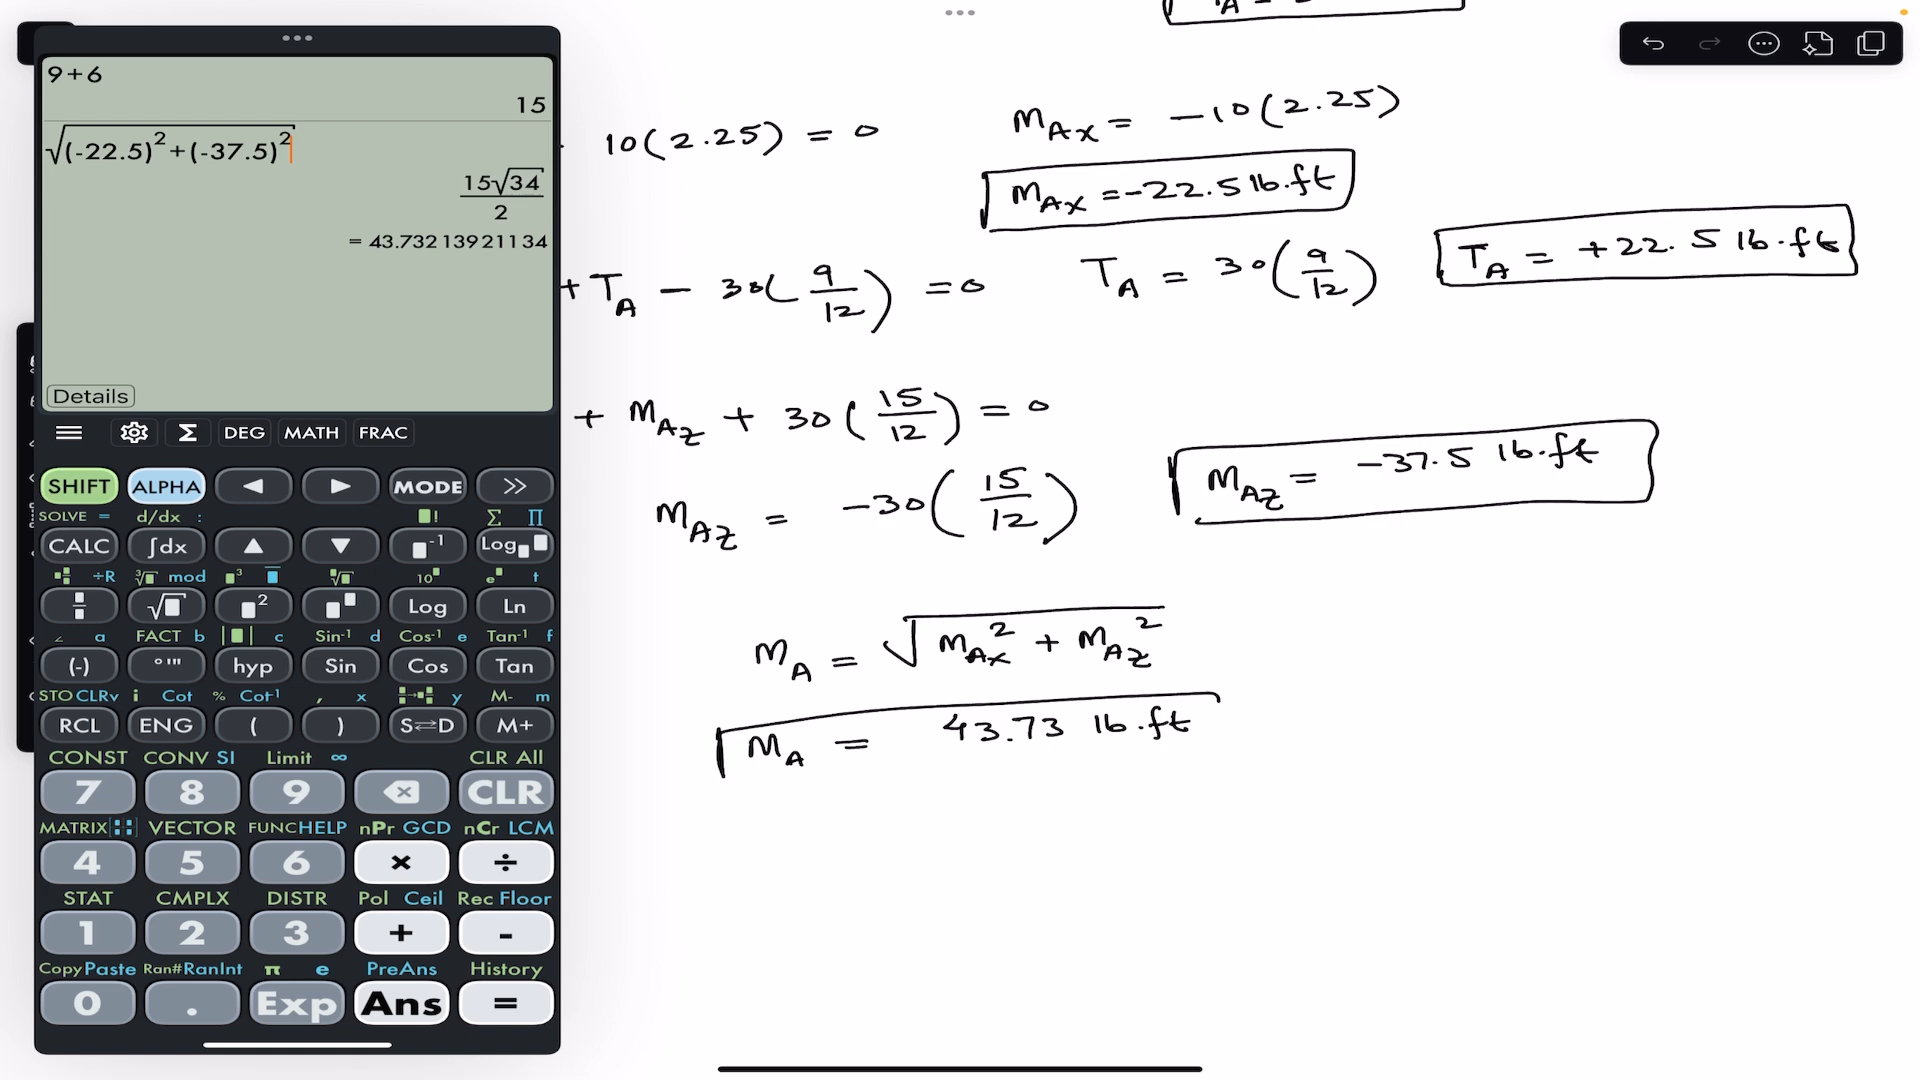 9+6
15
√(-22.5)²+(-37.5)²
15√34
2
= 43.73213921134
Details
DEG MATH FRAC
SHIFT ALPHA ◀ ▶ MODE >>
SOLVE = d/dx : ■! Σ Π
CALC ∫dx ▲ ▼ ■⁻¹ Log
÷R mod 10 e t
√ ² Log Ln
∠ a FACT b c Sin⁻¹ d Cos⁻¹ e Tan⁻¹ f
(-) °'" hyp Sin Cos Tan
STO CLRv i Cot % Cot⁻¹ , x y M- m
RCL ENG ( ) S⇄D M+
CONST CONV SI Limit ∞ CLR All
7 8 9 CLR
MATRIX VECTOR FUNC HELP nPr GCD nCr LCM
4 5 6 × ÷
STAT CMPLX DISTR Pol Ceil Rec Floor
1 2 3 + -
Copy Paste Ran# RanInt π e PreAns History
0 . Exp Ans =
10(2.25) = 0
M_AX = -10(2.25)
M_AX = -22.5 lb.ft
+ T_A - 30(9/12) = 0
T_A = 30(9/12)
T_A = +22.5 lb.ft
+ M_AZ + 30(15/12) = 0
M_AZ = -30(15/12)
M_AZ = -37.5 lb.ft
M_A = √M_AX² + M_AZ²
M_A = 43.73 lb.ft